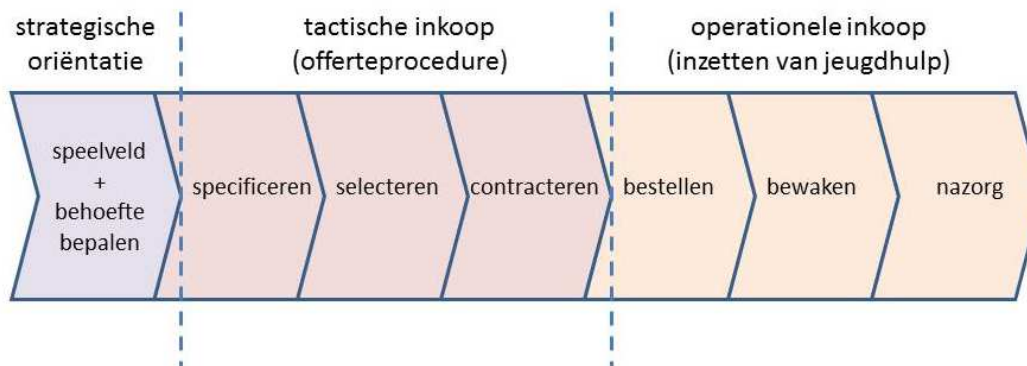 strategische
oriëntatie
tactische inkoop
(offerteprocedure)
operationele inkoop
(inzetten van jeugdhulp)
speelveld
+
behoefte
bepalen
specificeren
selecteren
contracteren
bestellen
bewaken
nazorg